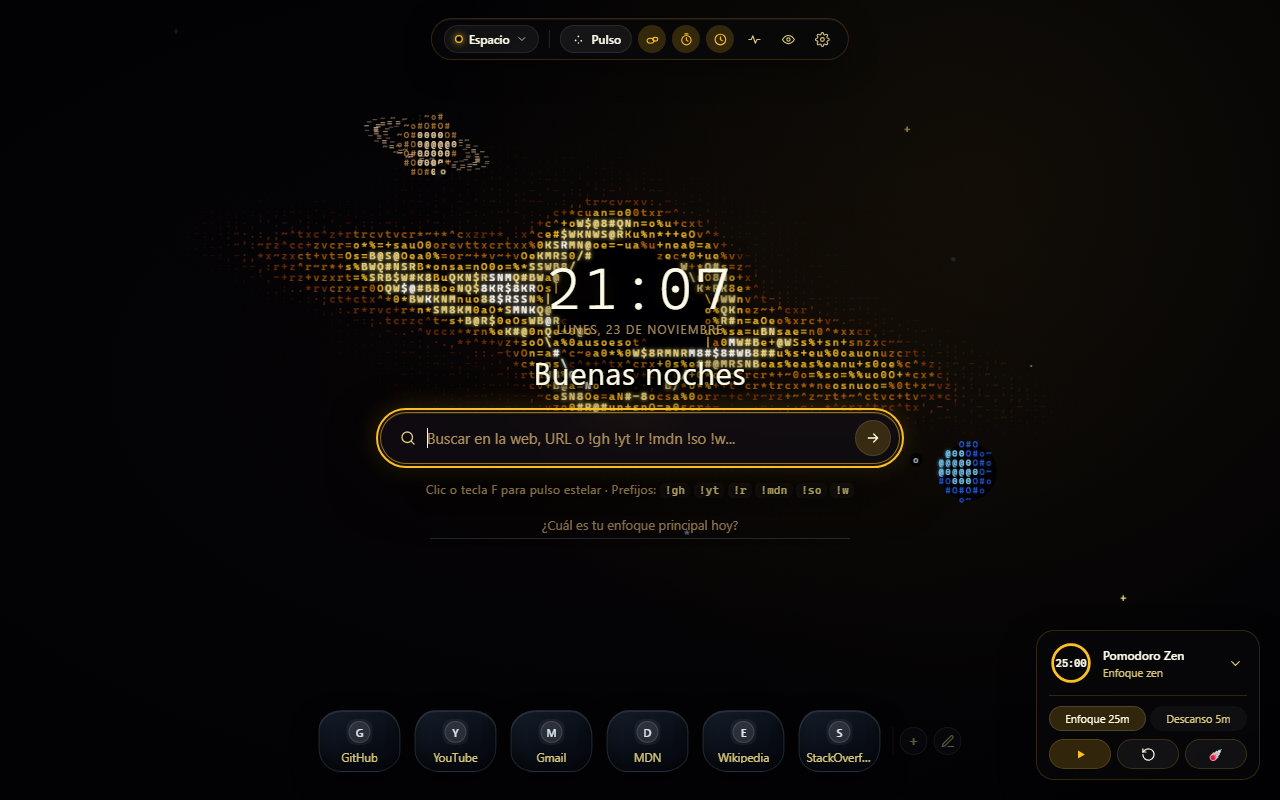 Espacio
Pulso
21:07
LUNES, 23 DE NOVIEMBRE
Buenas noches
Buscar en la web, URL o !gh !yt !r !mdn !so !w...
Clic o tecla F para pulso estelar · Prefijos: !gh !yt !r !mdn !so !w
¿Cuál es tu enfoque principal hoy?
25:00
Pomodoro Zen
Enfoque zen
Enfoque 25m
Descanso 5m
G
GitHub
Y
YouTube
M
Gmail
D
MDN
E
Wikipedia
S
StackOverf...